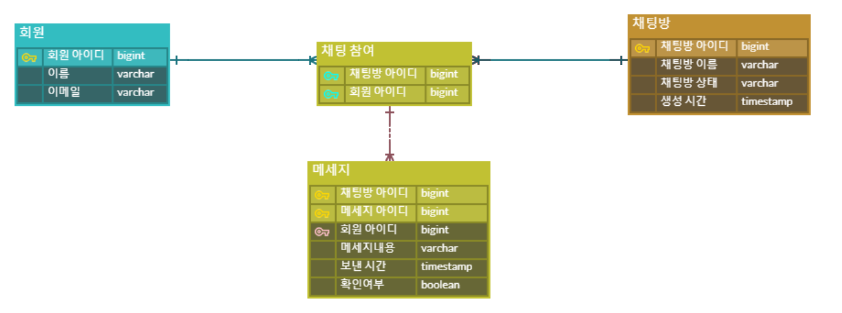 회원
회원 아이디 bigint
이름 varchar
이메일 varchar
채팅 참여
채팅방 아이디 bigint
회원 아이디 bigint
채팅방
채팅방 아이디 bigint
채팅방 이름 varchar
채팅방 상태 varchar
생성 시간 timestamp
메세지
채팅방 아이디 bigint
메세지 아이디 bigint
회원 아이디 bigint
메세지내용 varchar
보낸 시간 timestamp
확인여부 boolean